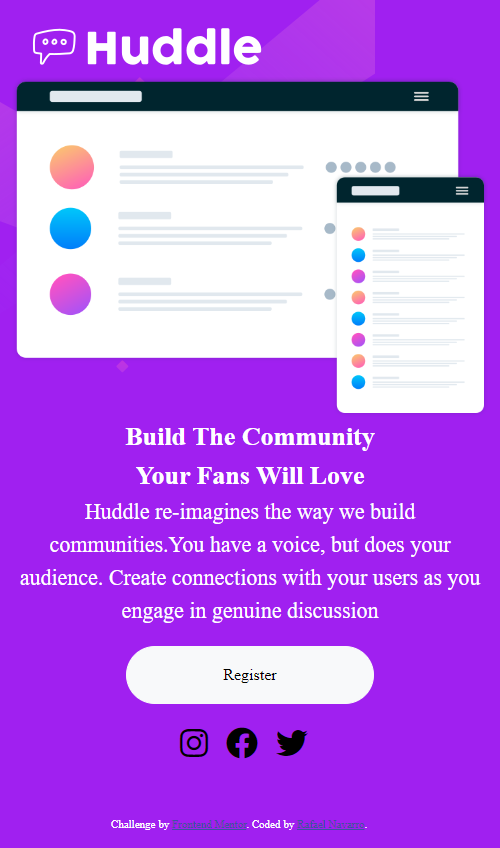 Huddle
Build The Community
Your Fans Will Love
Huddle re-imagines the way we build
communities.You have a voice, but does your
audience. Create connections with your users as you
engage in genuine discussion
Register
Challenge by Frontend Mentor. Coded by Rafael Navarro.